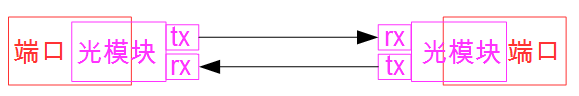 tx rx
端口 光模块 光模块 端口
rx tx